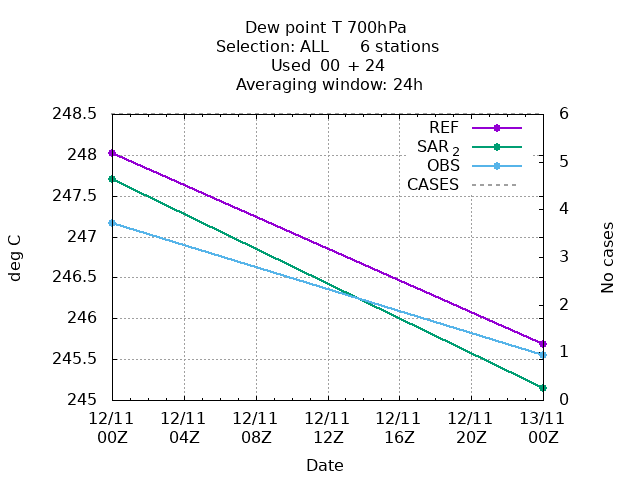 Dew point T 700hPa
Selection: ALL 6 stations
Used 00 + 24
Averaging window: 24h
248.5
248
247.5
247
246.5
246
245.5
245
deg C
6
5
4
3
2
1
0
No cases
REF
SAR 2
OBS
CASES
12/11 12/11 12/11 12/11 12/11 12/11 13/11
00Z 04Z 08Z 12Z 16Z 20Z 00Z
Date